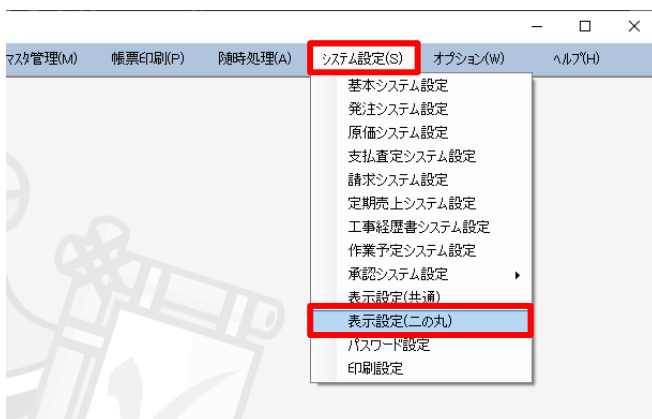 マスタ管理(M) 帳票印刷(P) 随時処理(A) システム設定(S) オプション(W) ヘルプ(H)
基本システム設定
発注システム設定
原価システム設定
支払査定システム設定
請求システム設定
定期売上システム設定
工事経歴書システム設定
作業予定システム設定
承認システム設定
表示設定(共通)
表示設定(二の丸)
パスワード設定
印刷設定